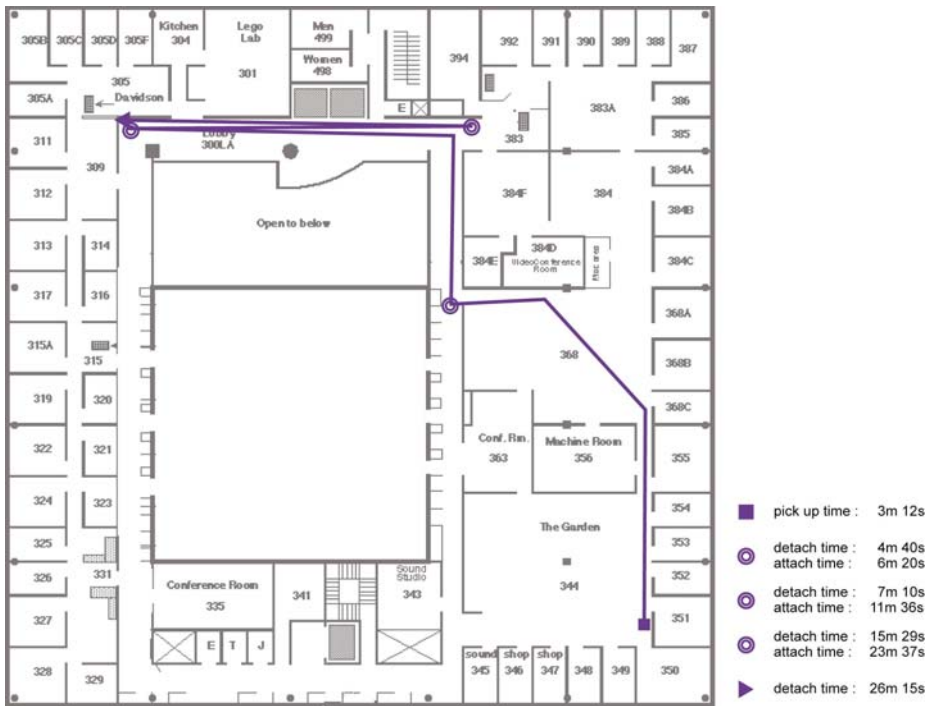 305B 305C 305D 305F
Kitchen
304
Lego
Lab
301
Men
499
Women
498
394
392 391 390 389 388 387
305
305A
Davidson
E
383A
386
383
385
311
Lobby
300LA
309
384F
384
384A
312
384B
Open to below
313 314
384E
384D
Video Conference
Room
384C
317 316
368A
315A
315
368
368B
319 320
368C
Conf. Rm.
363
Machine Room
356
322 321
355
324 323
354
The Garden
325
353
326
331
Conference Room
335
341
Sound
Studio
343
344
352
327
351
E T J
sound
345
shop
346
shop
347
348 349 350
328 329
pick up time : 3m 12s
detach time : 4m 40s
attach time : 6m 20s
detach time : 7m 10s
attach time : 11m 36s
detach time : 15m 29s
attach time : 23m 37s
detach time : 26m 15s